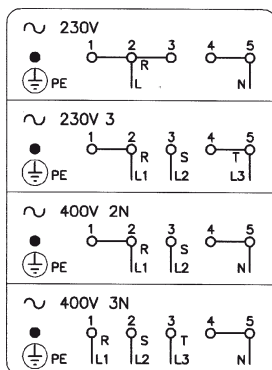 ~ 230V
1 2 3 4 5
R
PE L N
~ 230V 3
1 2 3 4 5
R S T
PE L1 L2 L3
~ 400V 2N
1 2 3 4 5
R S
PE L1 L2 N
~ 400V 3N
1 2 3 4 5
R S T
PE L1 L2 L3 N